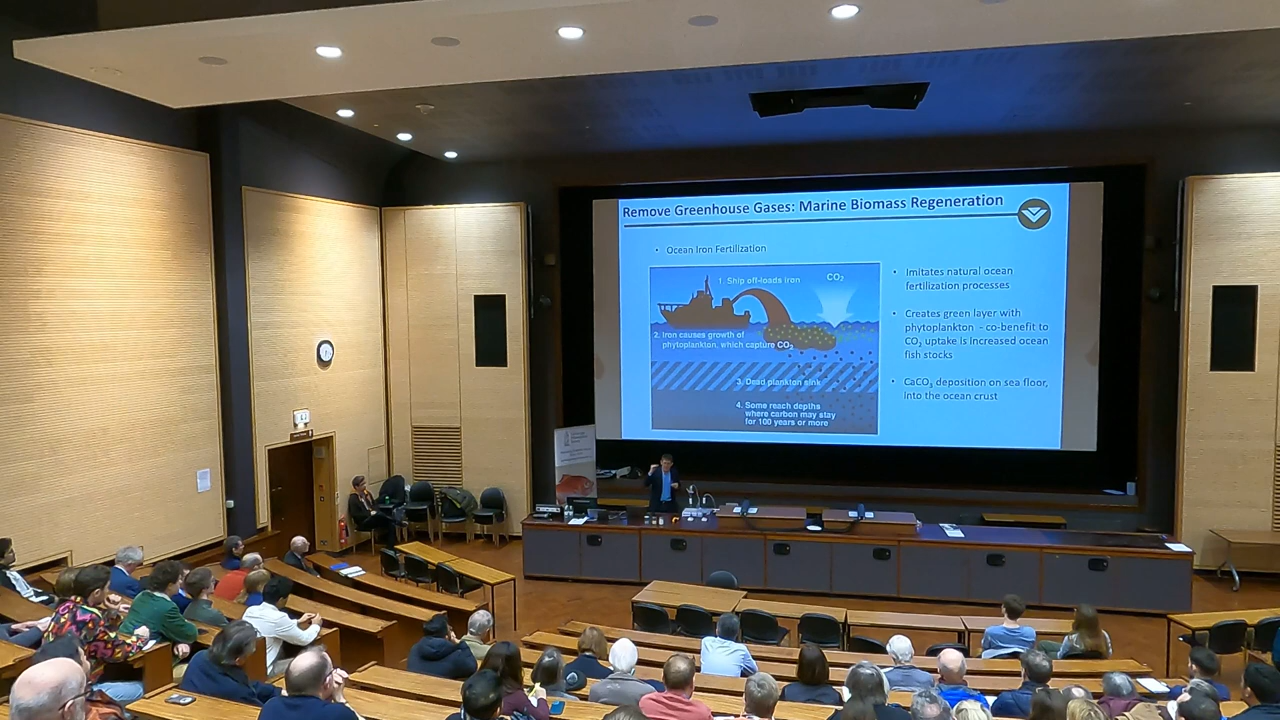 Remove Greenhouse Gases: Marine Biomass Regeneration
• Ocean Iron Fertilization
1. Ship off-loads iron
CO₂
2. Iron causes growth of
phytoplankton, which capture CO₂
3. Dead plankton sink
4. Some reach depths
where carbon may stay
for 100 years or more
• Imitates natural ocean
fertilization processes
• Creates green layer with
phytoplankton - co-benefit to
CO₂ uptake is increased ocean
fish stocks
• CaCO₃ deposition on sea floor,
into the ocean crust